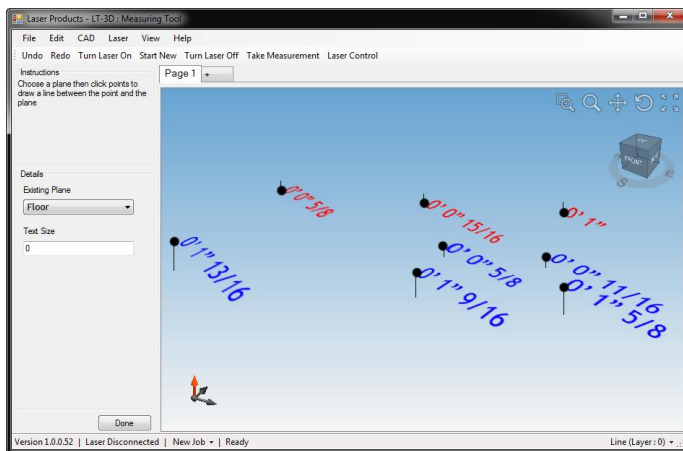 Laser Products - LT-3D : Measuring Tool
File Edit CAD Laser View Help
Undo Redo Turn Laser On Start New Turn Laser Off Take Measurement Laser Control
Instructions
Choose a plane then click points to
draw a line between the point and the
plane
Page 1 +
FRONT
S E
0' 0" 5/8
0' 0" 15/16
0' 1"
0' 1" 13/16
0' 0" 5/8
0' 0" 11/16
0' 1" 9/16
0' 1" 5/8
Details
Existing Plane
Floor
Text Size
0
Done
Version 1.0.0.52 | Laser Disconnected | New Job | Ready
Line (Layer : 0)